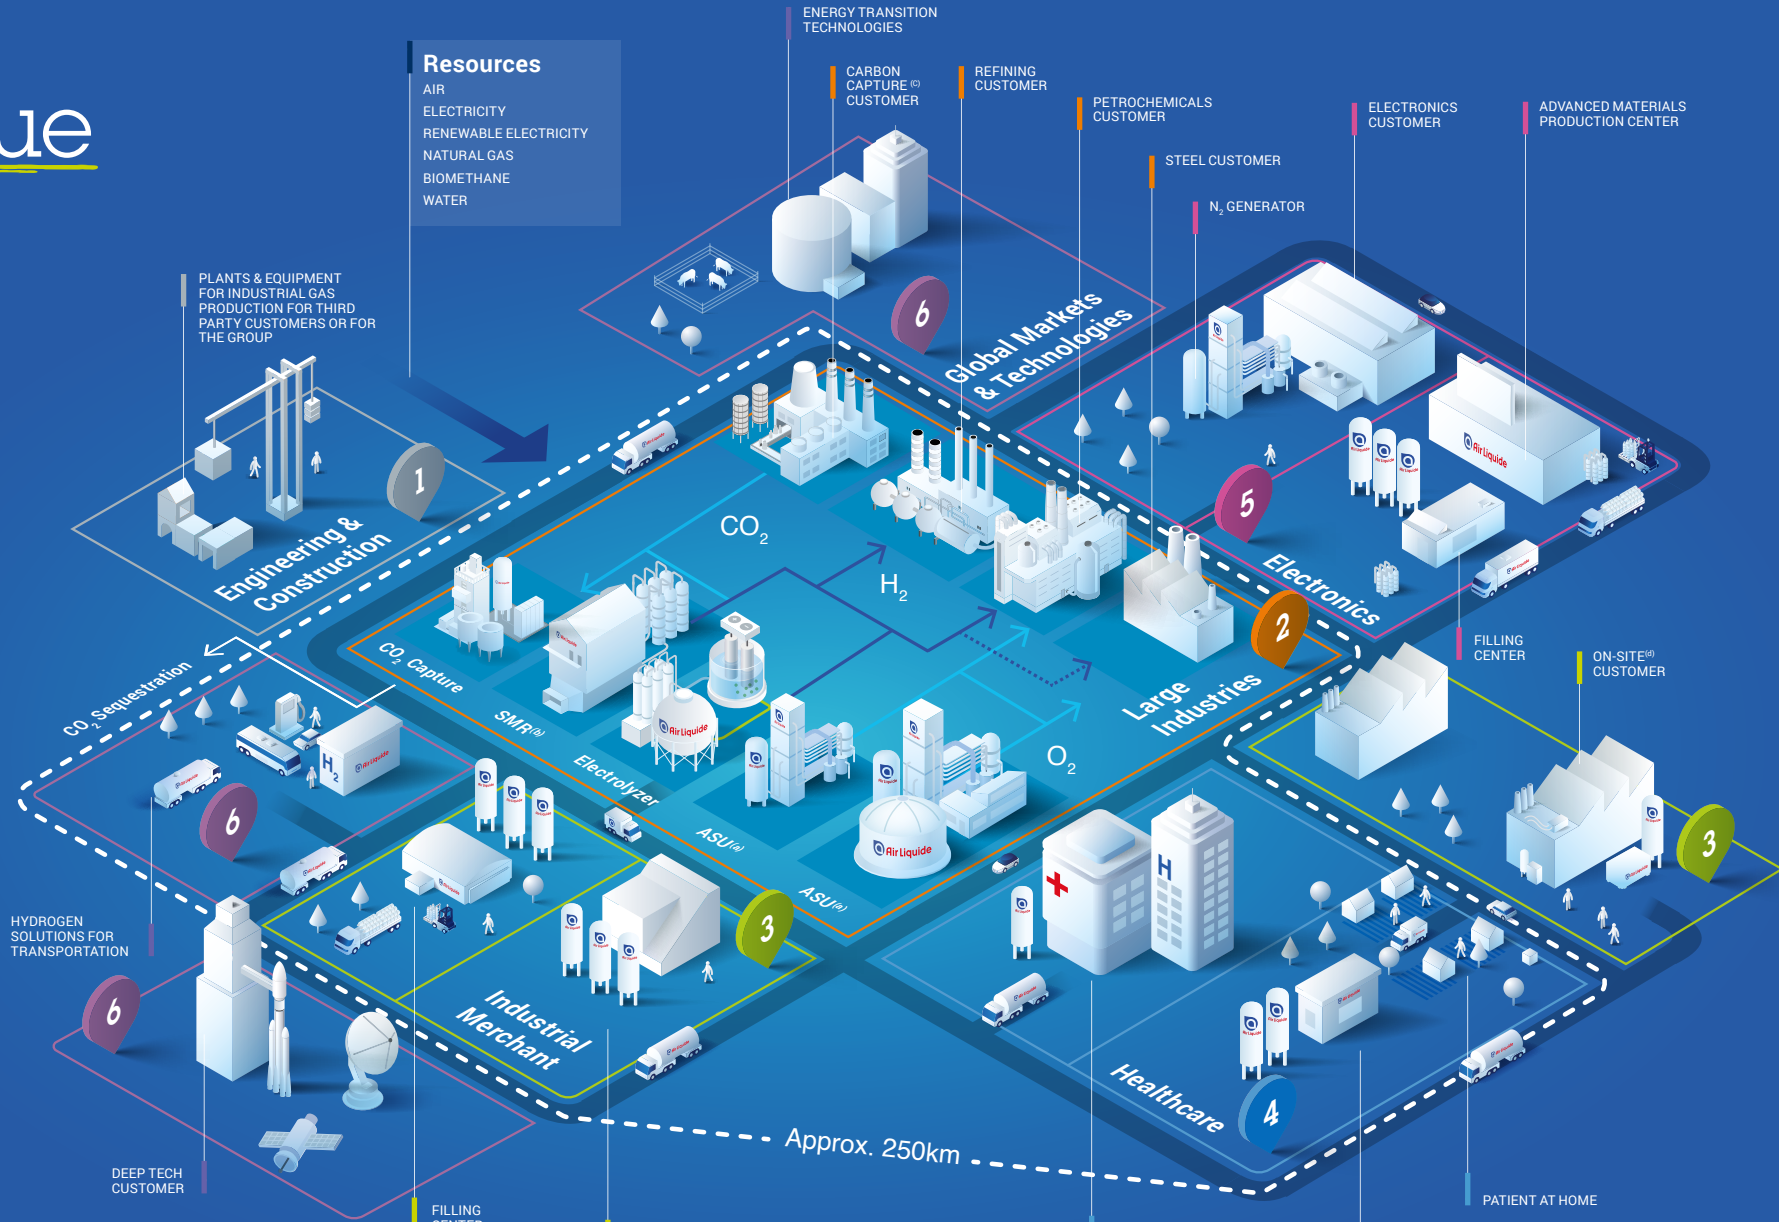 ue
Resources
AIR
ELECTRICITY
RENEWABLE ELECTRICITY
NATURAL GAS
BIOMETHANE
WATER
ENERGY TRANSITION
TECHNOLOGIES
CARBON
CAPTURE (C)
CUSTOMER
REFINING
CUSTOMER
PETROCHEMICALS
CUSTOMER
STEEL CUSTOMER
N2 GENERATOR
ELECTRONICS
CUSTOMER
ADVANCED MATERIALS
PRODUCTION CENTER
PLANTS & EQUIPMENT
FOR INDUSTRIAL GAS
PRODUCTION FOR THIRD
PARTY CUSTOMERS OR FOR
THE GROUP
6
Global Markets
& Technologies
1
Engineering &
Construction
5
Electronics
Air Liquide
FILLING
CENTER
ON-SITE(d)
CUSTOMER
CO2
H2
O2
2
Large
Industries
CO2 Capture
SMR(b)
Electrolyzer
ASU(a)
ASU(a)
Air Liquide
Air Liquide
CO2 Sequestration
H2
Air Liquide
6
HYDROGEN
SOLUTIONS FOR
TRANSPORTATION
6
DEEP TECH
CUSTOMER
3
Industrial
Merchant
FILLING
CENTER
H
3
Healthcare
4
PATIENT AT HOME
Approx. 250km